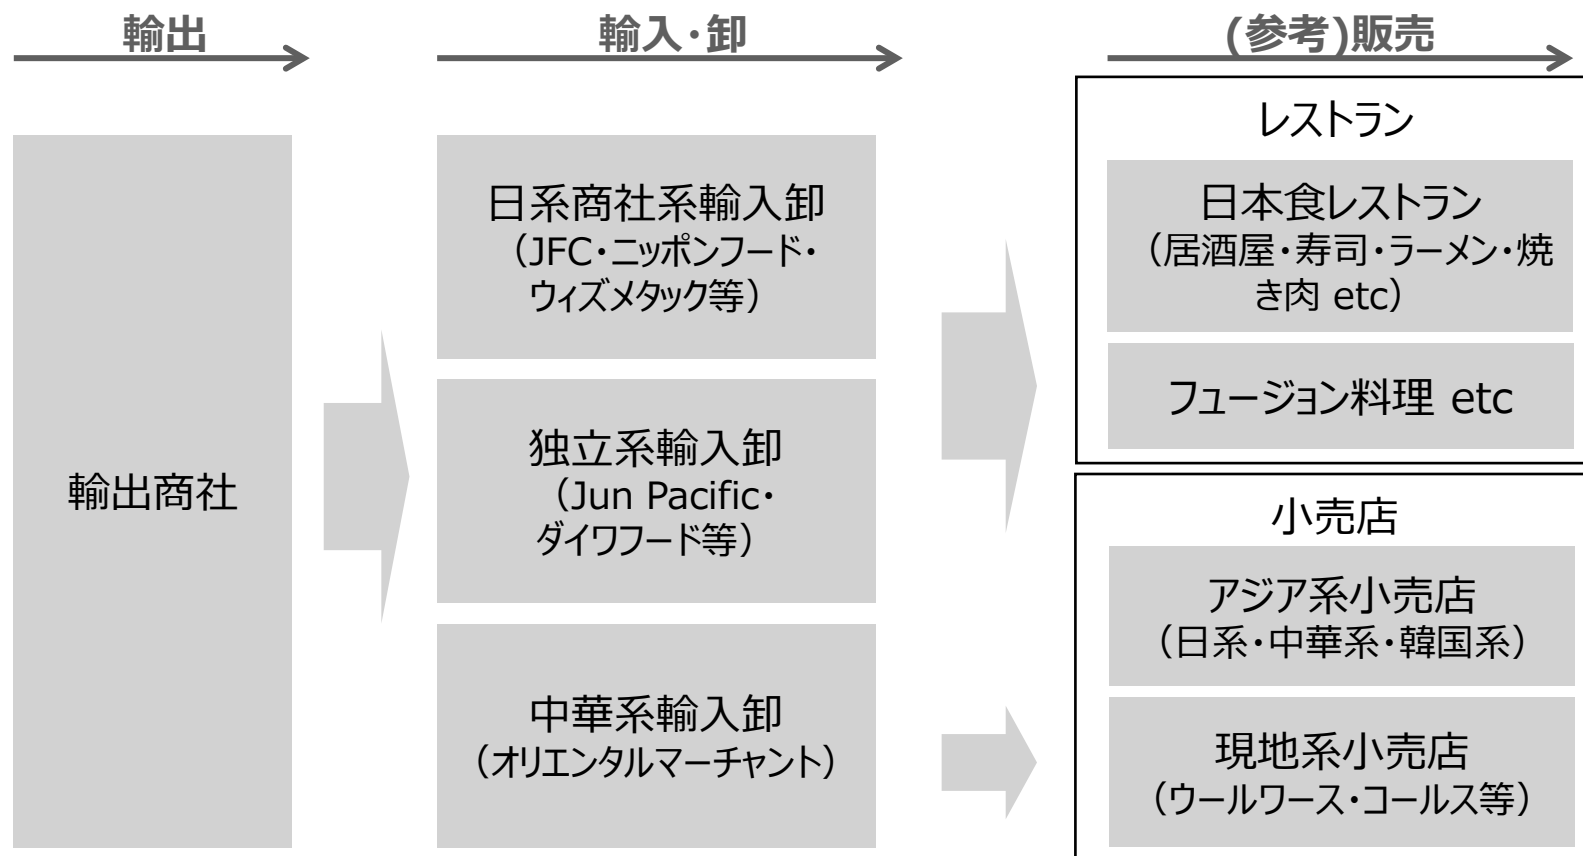 輸出
輸入・卸
(参考)販売
輸出商社
日系商社系輸入卸
（JFC・ニッポンフード・
ウィズメタック等）
独立系輸入卸
（Jun Pacific・
ダイワフード等）
中華系輸入卸
（オリエンタルマーチャント）
レストラン
日本食レストラン
（居酒屋・寿司・ラーメン・焼
き肉 etc）
フュージョン料理 etc
小売店
アジア系小売店
（日系・中華系・韓国系）
現地系小売店
（ウールワース・コールス等）